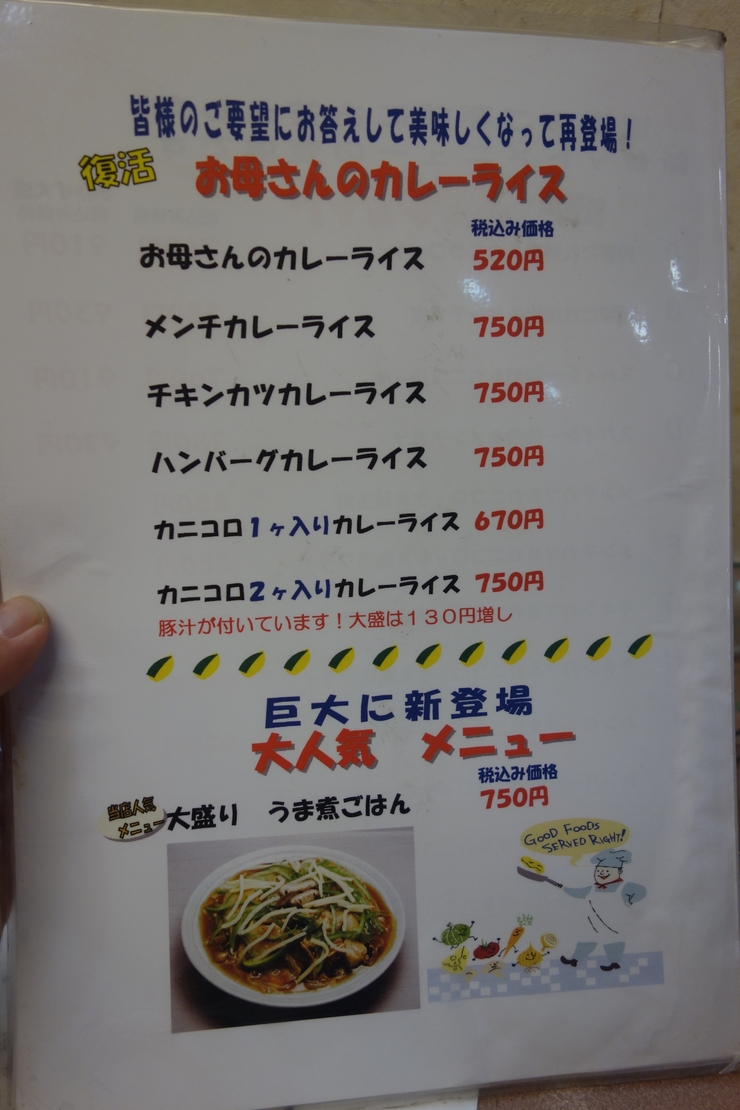 皆様のご要望にお答えして美味しくなって再登場！
復活 お母さんのカレーライス
税込み価格
お母さんのカレーライス 520円
メンチカレーライス 750円
チキンカツカレーライス 750円
ハンバーグカレーライス 750円
カニコロ1ヶ入りカレーライス 670円
カニコロ2ヶ入りカレーライス 750円
豚汁が付いています！大盛は１３０円増し
巨大に新登場
大人気 メニュー
税込み価格
当店人気
メニュー
大盛り うま煮ごはん 750円
GOOD FOODS
SERVED RIGHT!